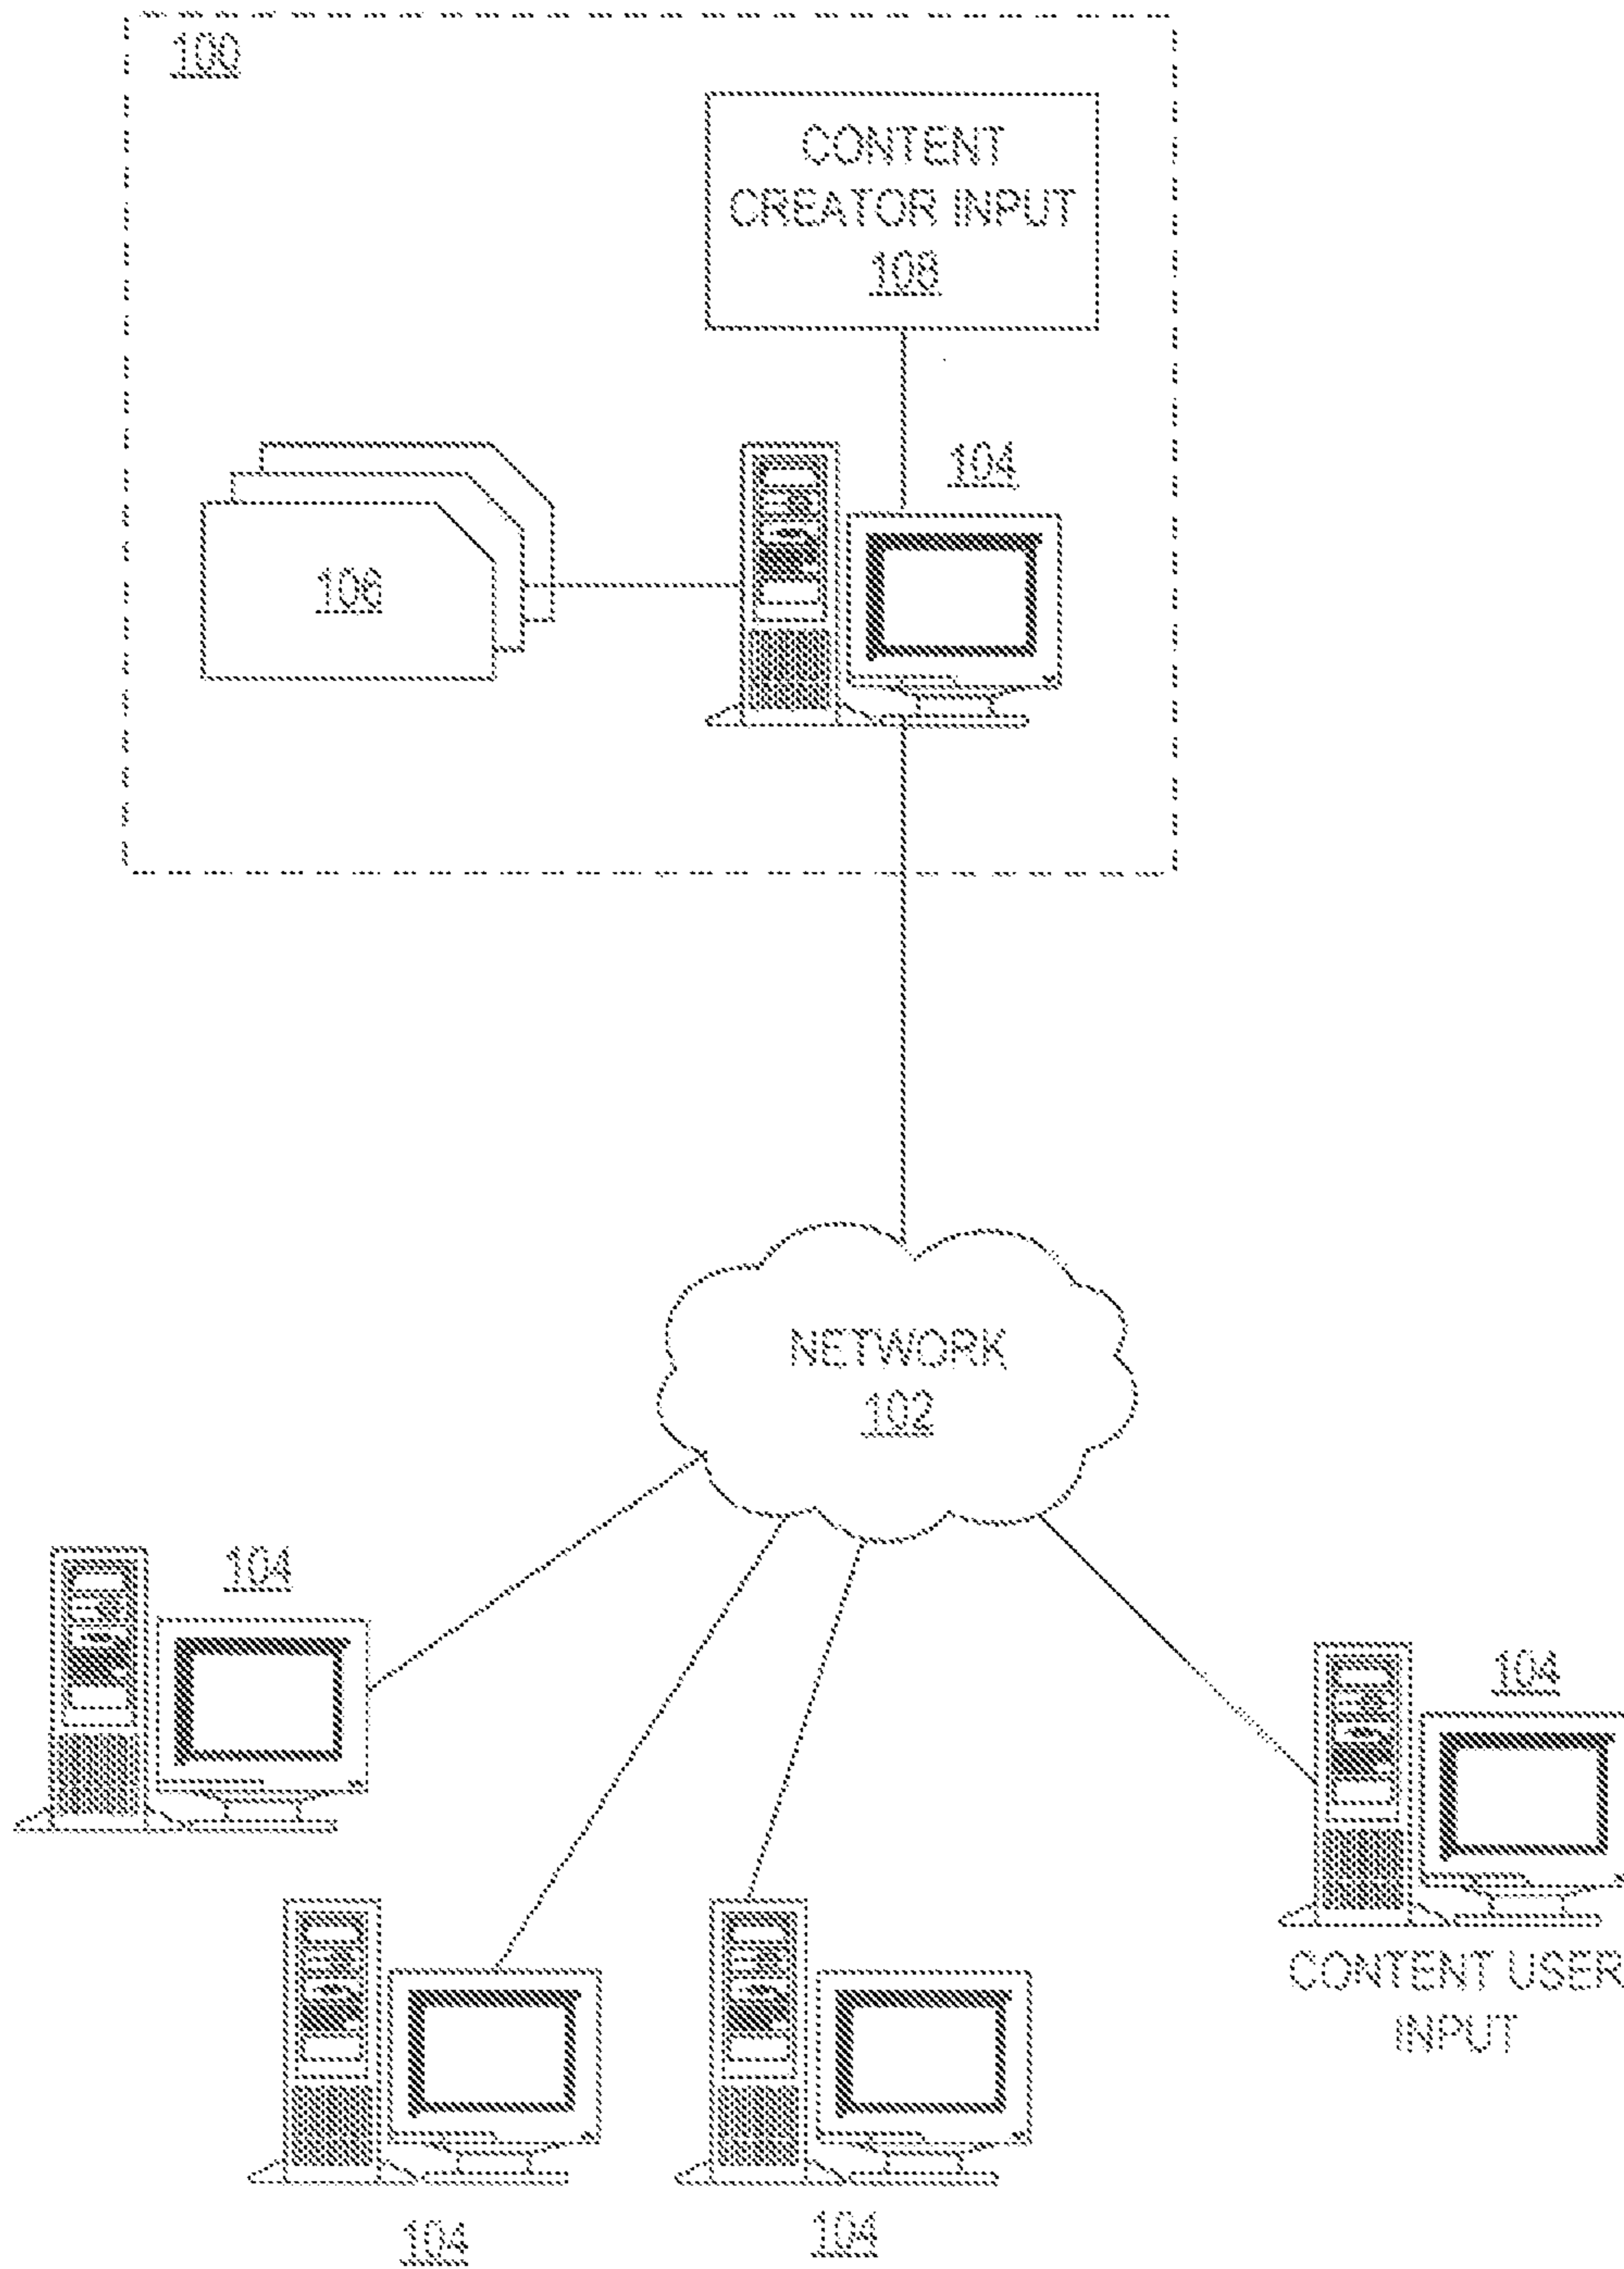 100
CONTENT
CREATOR INPUT
108
104
106
NETWORK
102
104
104
CONTENT USER
INPUT
104
104